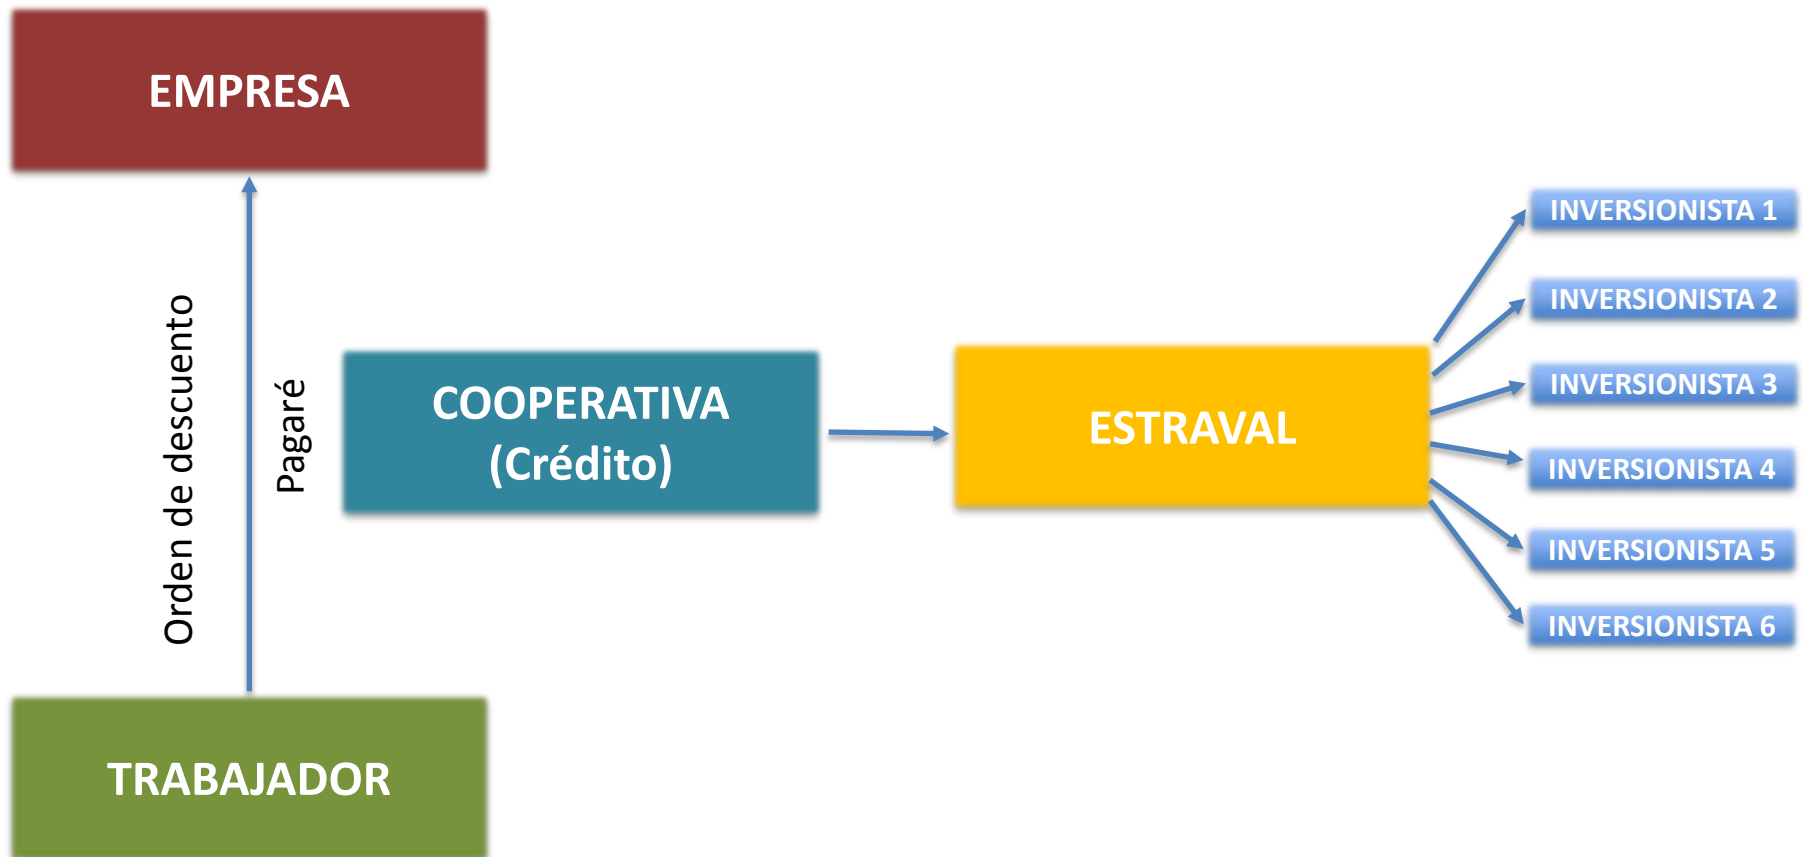 EMPRESA
Orden de descuento
Pagaré
COOPERATIVA
(Crédito)
ESTRAVAL
INVERSIONISTA 1
INVERSIONISTA 2
INVERSIONISTA 3
INVERSIONISTA 4
INVERSIONISTA 5
INVERSIONISTA 6
TRABAJADOR